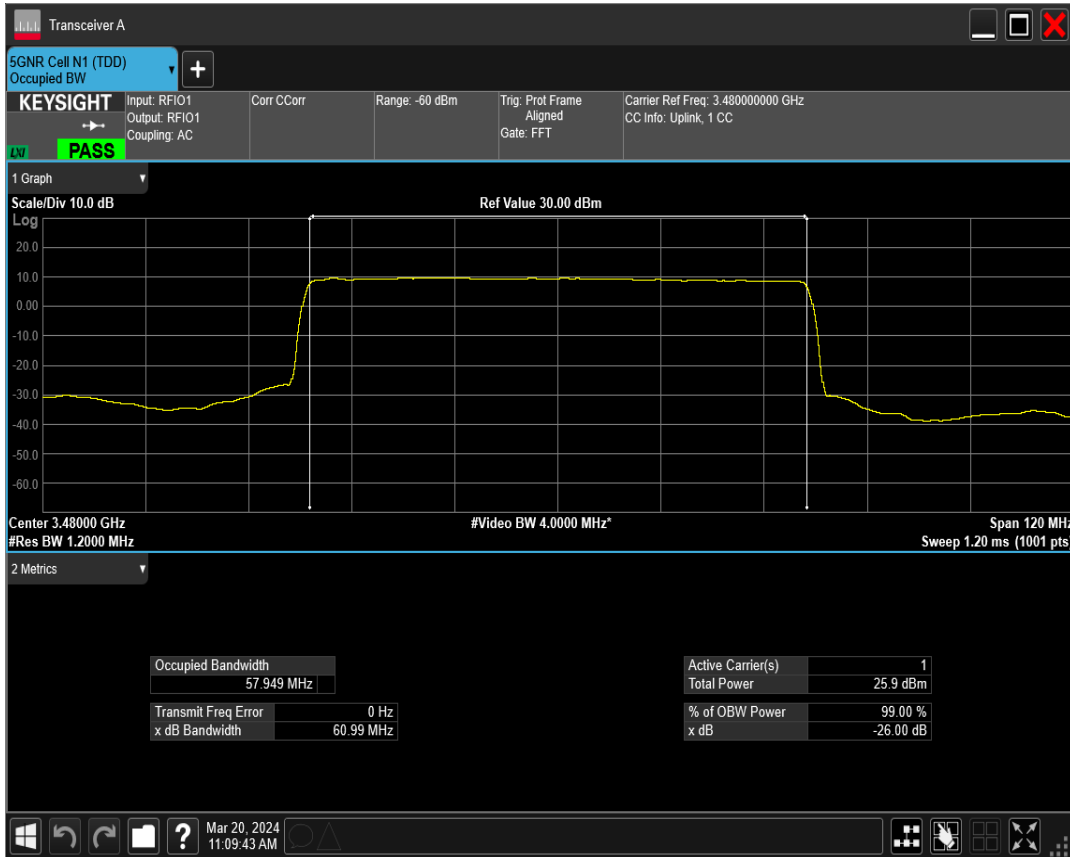 Transceiver A
5GNR Cell N1 (TDD)
Occupied BW
+
KEYSIGHT
LXI
PASS
Input: RFIO1
Output: RFIO1
Coupling: AC
Corr CCorr
Range: -60 dBm
Trig: Prot Frame
Aligned
Gate: FFT
Carrier Ref Freq: 3.480000000 GHz
CC Info: Uplink, 1 CC
1 Graph
Scale/Div 10.0 dB
Ref Value 30.00 dBm
Log
20.0
10.0
0.00
-10.0
-20.0
-30.0
-40.0
-50.0
-60.0
Center 3.48000 GHz
#Video BW 4.0000 MHz*
Span 120 MHz
#Res BW 1.2000 MHz
Sweep 1.20 ms (1001 pts)
2 Metrics
Occupied Bandwidth
57.949 MHz
Transmit Freq Error 0 Hz
x dB Bandwidth 60.99 MHz
Active Carrier(s) 1
Total Power 25.9 dBm
% of OBW Power 99.00 %
x dB -26.00 dB
?
Mar 20, 2024
11:09:43 AM